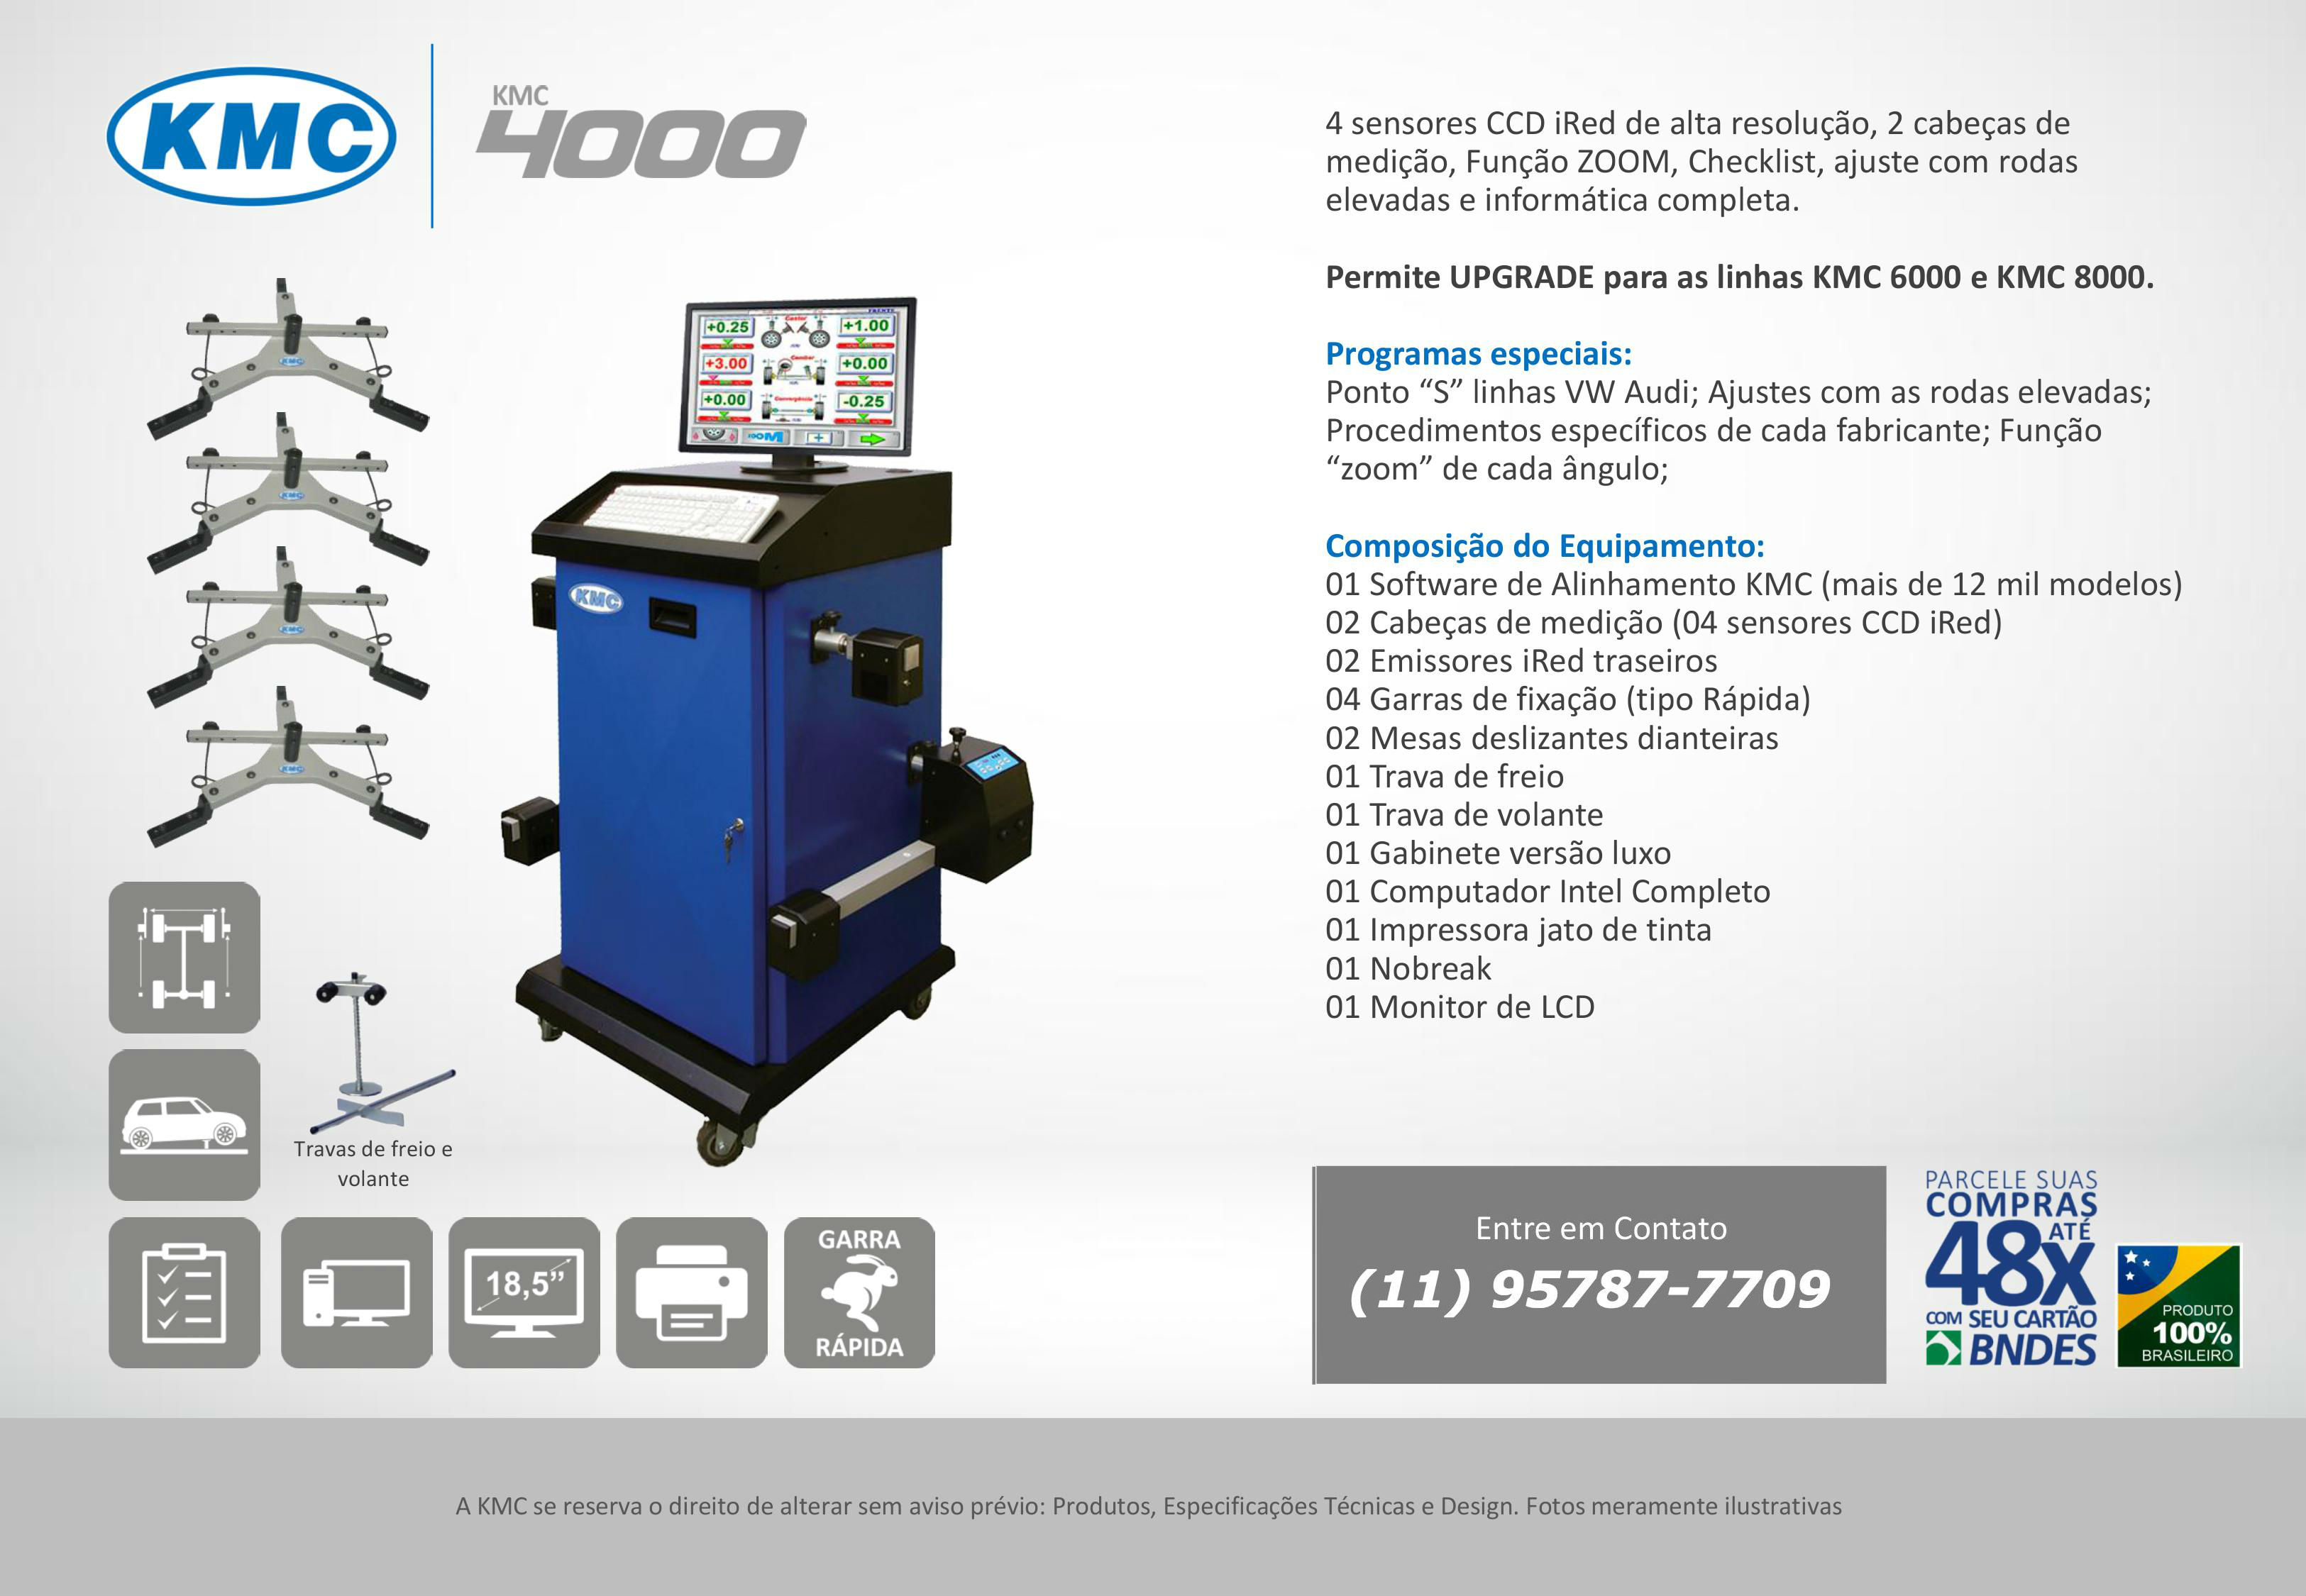 KMC
KMC
4000
4 sensores CCD iRed de alta resolução, 2 cabeças de
medição, Função ZOOM, Checklist, ajuste com rodas
elevadas e informática completa.
Permite UPGRADE para as linhas KMC 6000 e KMC 8000.
Programas especiais:
Ponto “S” linhas VW Audi; Ajustes com as rodas elevadas;
Procedimentos específicos de cada fabricante; Função
“zoom” de cada ângulo;
Composição do Equipamento:
01 Software de Alinhamento KMC (mais de 12 mil modelos)
02 Cabeças de medição (04 sensores CCD iRed)
02 Emissores iRed traseiros
04 Garras de fixação (tipo Rápida)
02 Mesas deslizantes dianteiras
01 Trava de freio
01 Trava de volante
01 Gabinete versão luxo
01 Computador Intel Completo
01 Impressora jato de tinta
01 Nobreak
01 Monitor de LCD
KMC
KMC
KMC
KMC
+0.25
Caster
+1.00
+3.00
Camber
+0.00
+0.00
Convergência
-0.25
ZOOM
KMC
Travas de freio e
volante
18,5”
GARRA
RÁPIDA
Entre em Contato
(11) 95787-7709
PARCELE SUAS
COMPRAS
ATÉ
48X
COM SEU CARTÃO
BNDES
PRODUTO
100%
BRASILEIRO
A KMC se reserva o direito de alterar sem aviso prévio: Produtos, Especificações Técnicas e Design. Fotos meramente ilustrativas